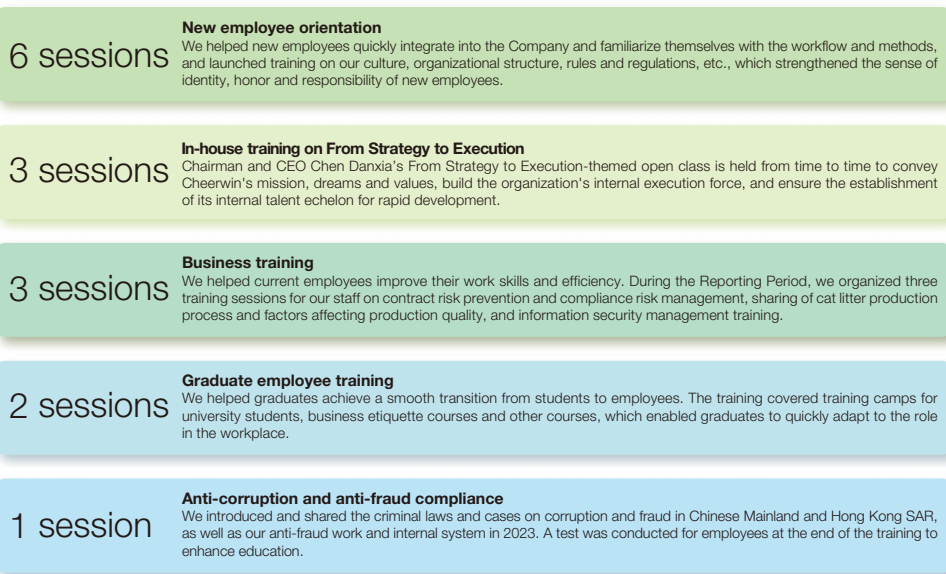 6 sessions
New employee orientation
We helped new employees quickly integrate into the Company and familiarize themselves with the workflow and methods,
and launched training on our culture, organizational structure, rules and regulations, etc., which strengthened the sense of
identity, honor and responsibility of new employees.
3 sessions
In-house training on From Strategy to Execution
Chairman and CEO Chen Danxia's From Strategy to Execution-themed open class is held from time to time to convey
Cheerwin's mission, dreams and values, build the organization's internal execution force, and ensure the establishment
of its internal talent echelon for rapid development.
3 sessions
Business training
We helped current employees improve their work skills and efficiency. During the Reporting Period, we organized three
training sessions for our staff on contract risk prevention and compliance risk management, sharing of cat litter production
process and factors affecting production quality, and information security management training.
2 sessions
Graduate employee training
We helped graduates achieve a smooth transition from students to employees. The training covered training camps for
university students, business etiquette courses and other courses, which enabled graduates to quickly adapt to the role
in the workplace.
1 session
Anti-corruption and anti-fraud compliance
We introduced and shared the criminal laws and cases on corruption and fraud in Chinese Mainland and Hong Kong SAR,
as well as our anti-fraud work and internal system in 2023. A test was conducted for employees at the end of the training to
enhance education.